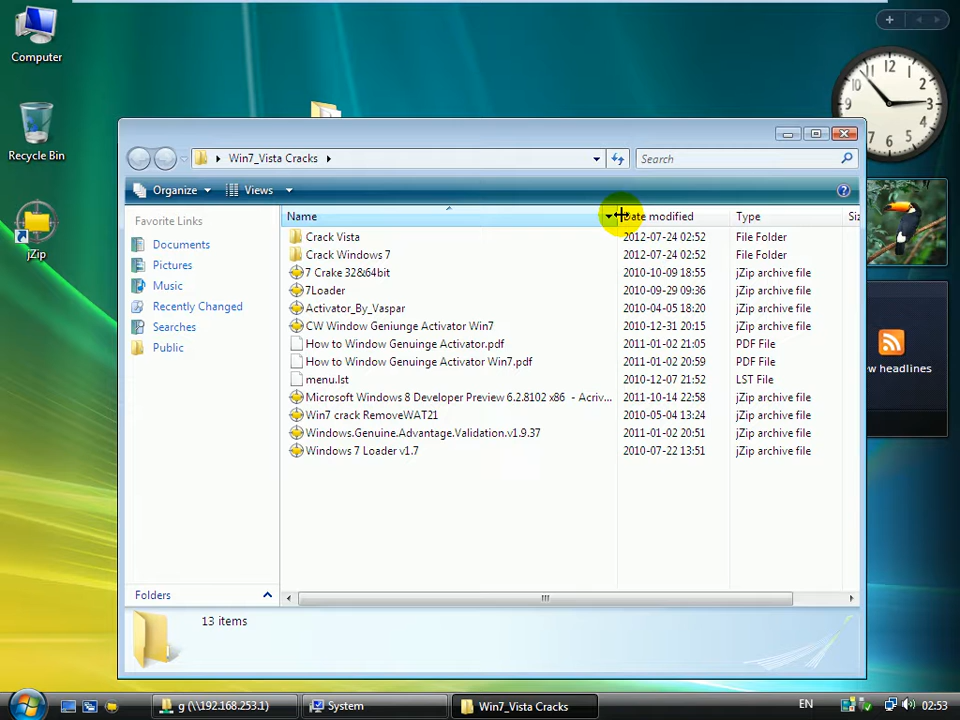 Computer
Recycle Bin
jZip
12
3
6
9
Win7_Vista Cracks
Search
Organize
Views
Favorite Links
Documents
Pictures
Music
Recently Changed
Searches
Public
Folders
Name Date modified Type Siz
Crack Vista 2012-07-24 02:52 File Folder
Crack Windows 7 2012-07-24 02:52 File Folder
7 Crake 32&64bit 2010-10-09 18:55 jZip archive file
7Loader 2010-09-29 09:36 jZip archive file
Activator_By_Vaspar 2010-04-05 18:20 jZip archive file
CW Window Geniunge Activator Win7 2010-12-31 20:15 jZip archive file
How to Window Genuinge Activator.pdf 2011-01-02 21:05 PDF File
How to Window Genuinge Activator Win7.pdf 2011-01-02 20:59 PDF File
menu.lst 2010-12-07 21:52 LST File
Microsoft Windows 8 Developer Preview 6.2.8102 x86 - Acriv... 2011-10-14 22:58 jZip archive file
Win7 crack RemoveWAT21 2010-05-04 13:24 jZip archive file
Windows.Genuine.Advantage.Validation.v1.9.37 2011-01-02 20:51 jZip archive file
Windows 7 Loader v1.7 2010-07-22 13:51 jZip archive file
13 items
ew headlines
g (\\192.168.253.1)
System
Win7_Vista Cracks
EN
02:53